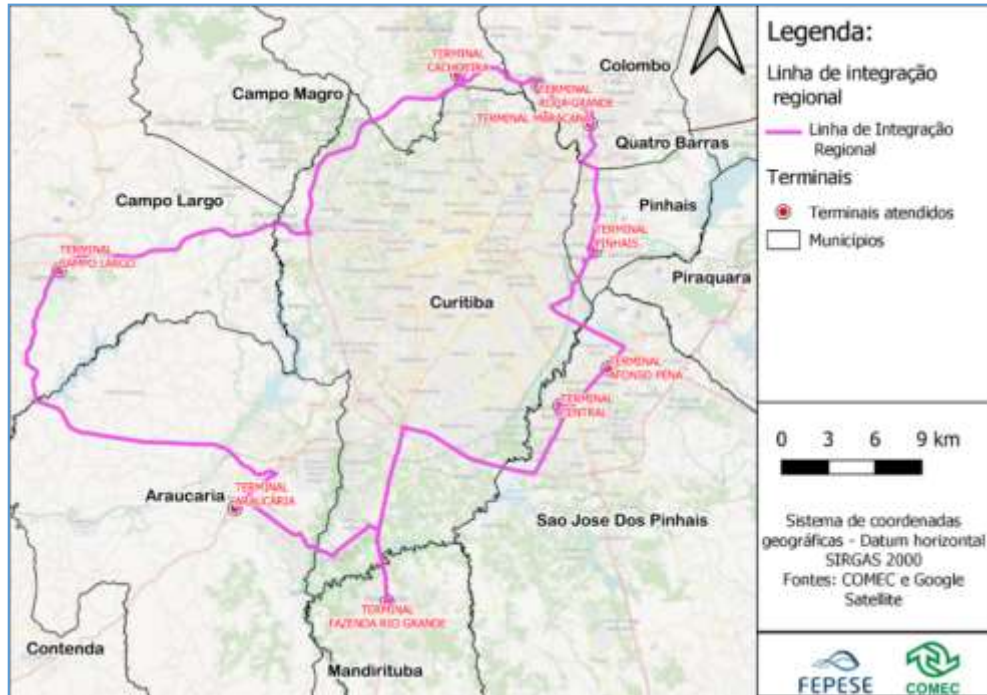 TERMINAL
CACHOEIRA
Colombo
Campo Magro
TERMINAL
ROÇA GRANDE
TERMINAL MARACANÃ
Quatro Barras
Campo Largo
Pinhais
TERMINAL
PINHAIS
TERMINAL
CAMPO LARGO
Piraquara
Curitiba
TERMINAL
AFONSO PENA
TERMINAL
CENTRAL
TERMINAL
ARAUCÁRIA
Araucaria
Sao Jose Dos Pinhais
TERMINAL
FAZENDA RIO GRANDE
Contenda
Mandirituba
Legenda:
Linha de integração
regional
Linha de Integração
Regional
Terminais
Terminais atendidos
Municípios
0 3 6 9 km
Sistema de coordenadas
geográficas - Datum horizontal
SIRGAS 2000
Fontes: COMEC e Google
Satellite
FEPESE
COMEC